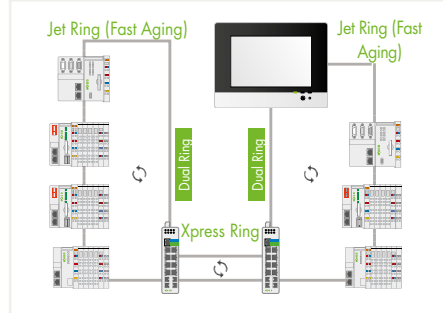 Jet Ring (Fast Aging)
Jet Ring (Fast
Aging)
Dual Ring
Dual Ring
Xpress Ring